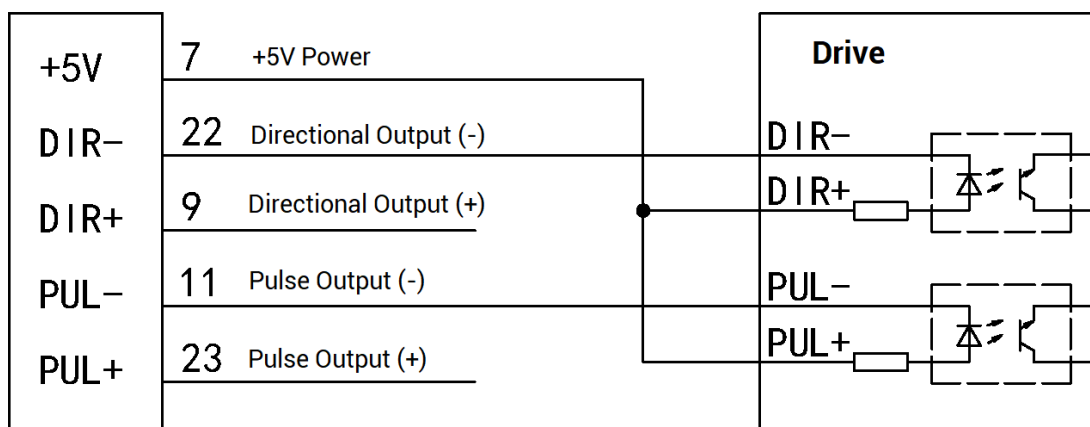 +5V 7 +5V Power
DIR- 22 Directional Output (-)
DIR+ 9 Directional Output (+)
PUL- 11 Pulse Output (-)
PUL+ 23 Pulse Output (+)
Drive
DIR-
DIR+
PUL-
PUL+